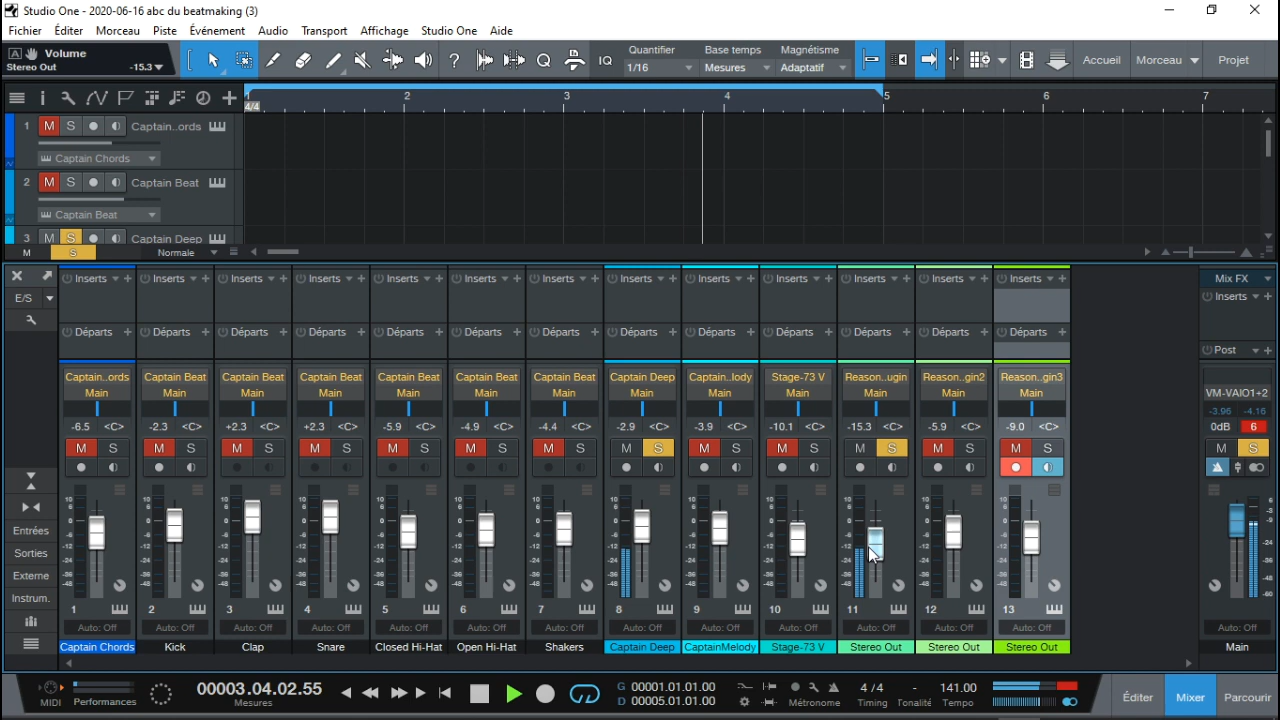 Studio One - 2020-06-16 abc du beatmaking (3)
Fichier Éditer Morceau Piste Événement Audio Transport Affichage Studio One Aide
A Volume
Stereo Out -15.3
? Q IQ
Quantifier Base temps Magnétisme
1/16 Mesures Adaptatif
Accueil Morceau Projet
1 2 3 4 5 6 7
4/4
1 M S Captain..ords
Captain Chords
2 M S Captain Beat
Captain Beat
3 M S Captain Deep
M S Normale
Inserts Inserts Inserts Inserts Inserts Inserts Inserts Inserts Inserts Inserts Inserts Inserts Inserts Mix FX
E/S Inserts
Départs Départs Départs Départs Départs Départs Départs Départs Départs Départs Départs Départs Départs
Post
Captain..ords Captain Beat Captain Beat Captain Beat Captain Beat Captain Beat Captain Beat Captain Deep Captain..lody Stage-73 V Reason..ugin Reason..gin2 Reason..gin3
Main Main Main Main Main Main Main Main Main Main Main Main Main VM-VAIO1+2
-3.96 -4.16
-6.5 <C> -2.3 <C> +2.3 <C> +2.3 <C> -5.9 <C> -4.9 <C> -4.4 <C> -2.9 <C> -3.9 <C> -10.1 <C> -15.3 <C> -5.9 <C> -9.0 <C> 0dB 6
M S M S M S M S M S M S M S M S M S M S M S M S M S M S
Entrées
Sorties
Externe
Instrum.
1 2 3 4 5 6 7 8 9 10 11 12 13
Auto: Off Auto: Off Auto: Off Auto: Off Auto: Off Auto: Off Auto: Off Auto: Off Auto: Off Auto: Off Auto: Off Auto: Off Auto: Off Auto: Off
Captain Chords Kick Clap Snare Closed Hi-Hat Open Hi-Hat Shakers Captain Deep CaptainMelody Stage-73 V Stereo Out Stereo Out Stereo Out Main
MIDI Performances
00003.04.02.55
Mesures
G 00001.01.01.00
D 00005.01.01.00
Métronome
4 / 4 - 141.00
Timing Tonalité Tempo
Éditer Mixer Parcourir